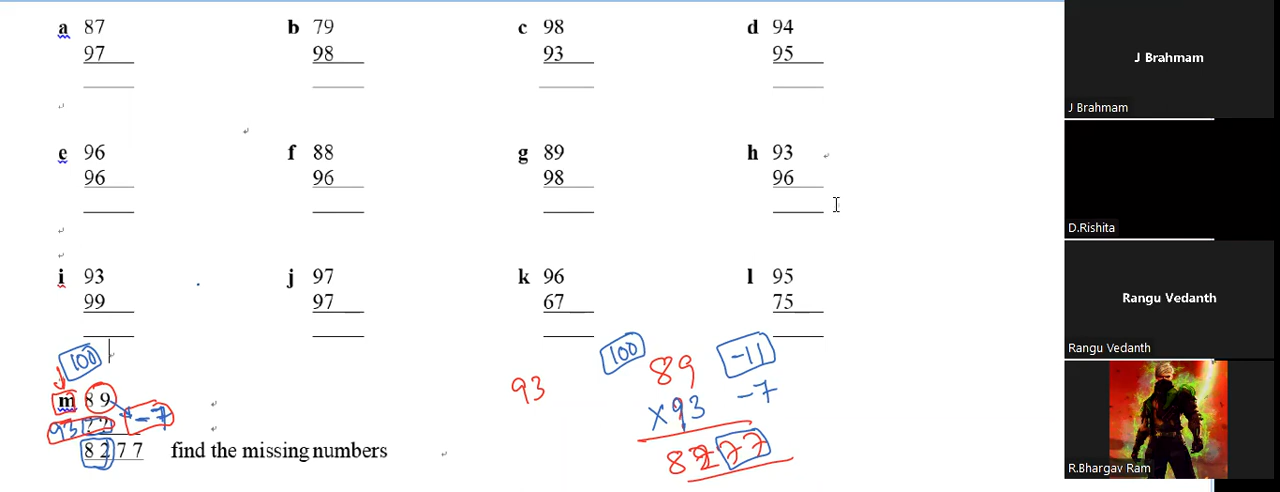 a 87 b 79 c 98 d 94
97 98 93 95
e 96 f 88 g 89 h 93
96 96 98 96
i 93 j 97 k 96 l 95
99 97 67 75
100
100 89 -11
93
×93 -7
8277
m 89
93 ?? -7
8277 find the missing numbers
J Brahmam
J Brahmam
D.Rishita
Rangu Vedanth
Rangu Vedanth
R.Bhargav Ram